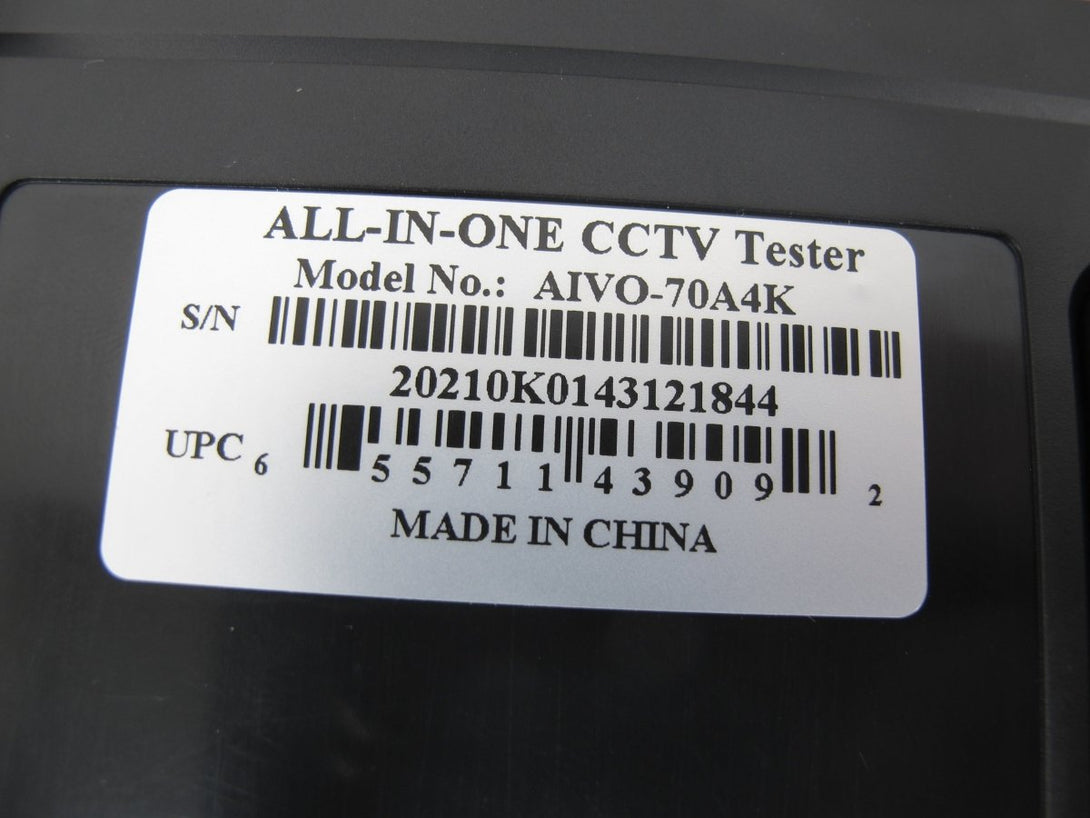 ALL-IN-ONE CCTV Tester
Model No.: AIVO-70A4K
S/N
20210K0143121844
UPC 6 55711 43909 2
MADE IN CHINA